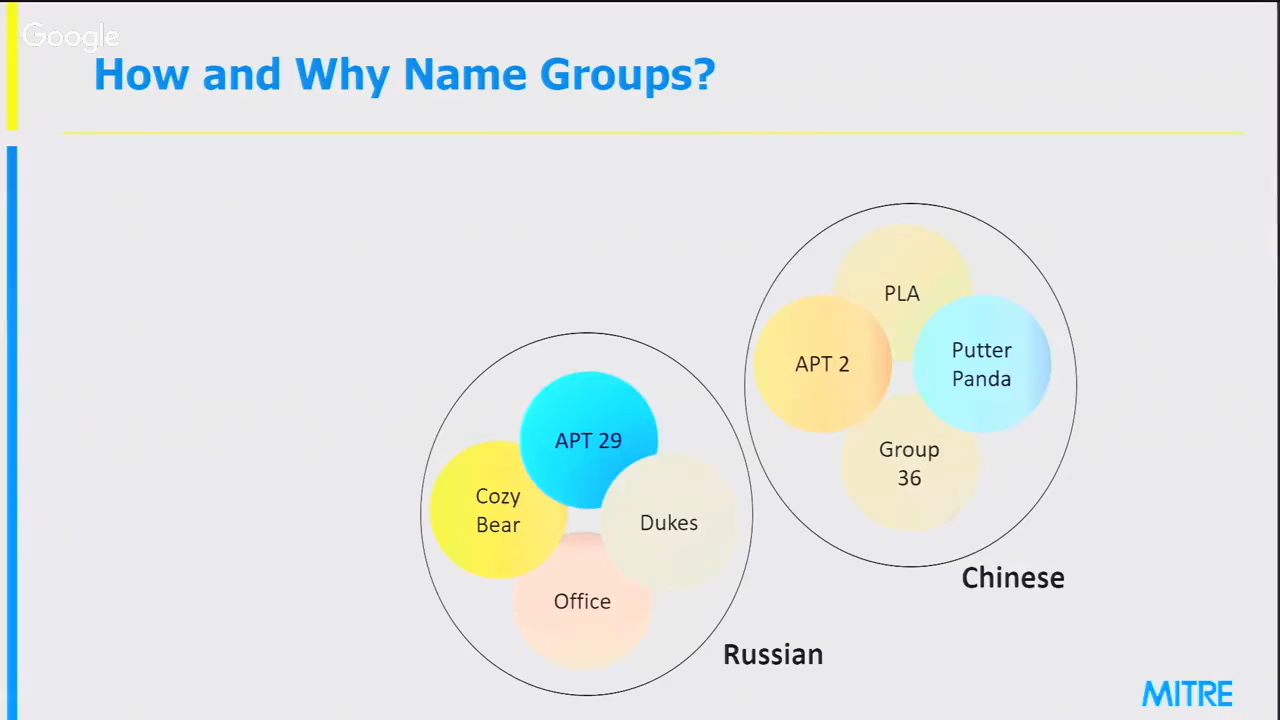 Google
How and Why Name Groups?
PLA
APT 2
Putter
Panda
Group
36
Chinese
APT 29
Cozy
Bear
Dukes
Office
Russian
MITRE